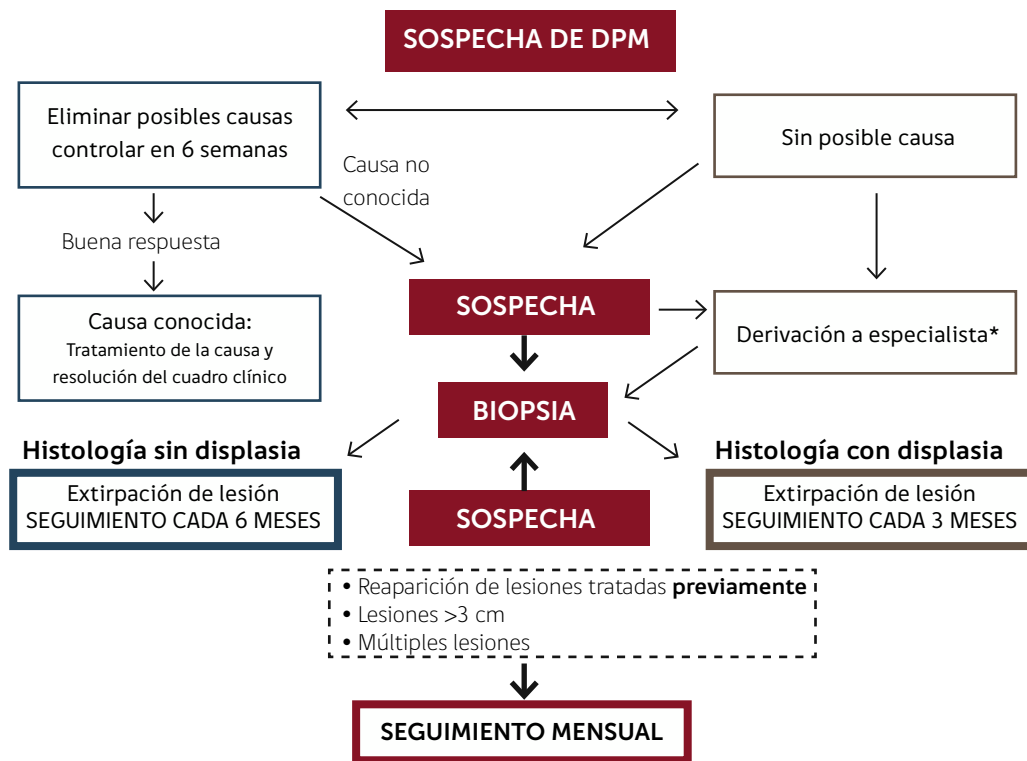 SOSPECHA DE DPM
Eliminar posibles causas
controlar en 6 semanas
Sin posible causa
Causa no
conocida
Buena respuesta
SOSPECHA
Causa conocida:
Tratamiento de la causa y
resolución del cuadro clínico
Derivación a especialista*
BIOPSIA
Histología sin displasia
Histología con displasia
Extirpación de lesión
SEGUIMIENTO CADA 6 MESES
Extirpación de lesión
SEGUIMIENTO CADA 3 MESES
SOSPECHA
• Reaparición de lesiones tratadas previamente
• Lesiones >3 cm
• Múltiples lesiones
SEGUIMIENTO MENSUAL